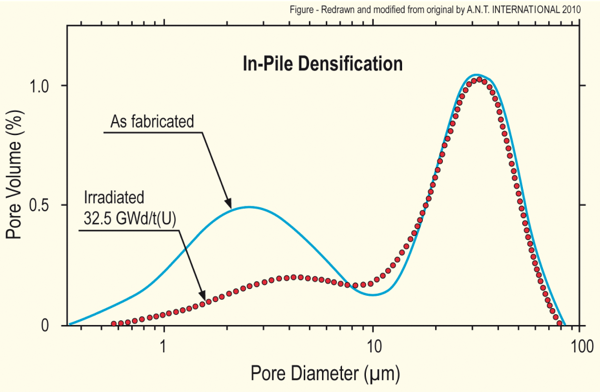 Figure - Redrawn and modified from original by A.N.T. INTERNATIONAL 2010
In-Pile Densification
As fabricated
Irradiated
32.5 GWd/t(U)
Pore Volume (%)
1.0
0.5
0
1
10
100
Pore Diameter (µm)